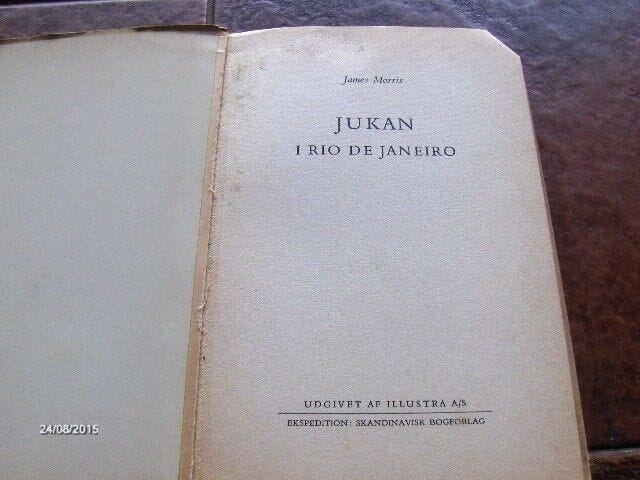 James Morris
JUKAN
I RIO DE JANEIRO
UDGIVET AF ILLUSTRA A/S
EKSPEDITION: SKANDINAVISK BOGFORLAG
24/08/2015